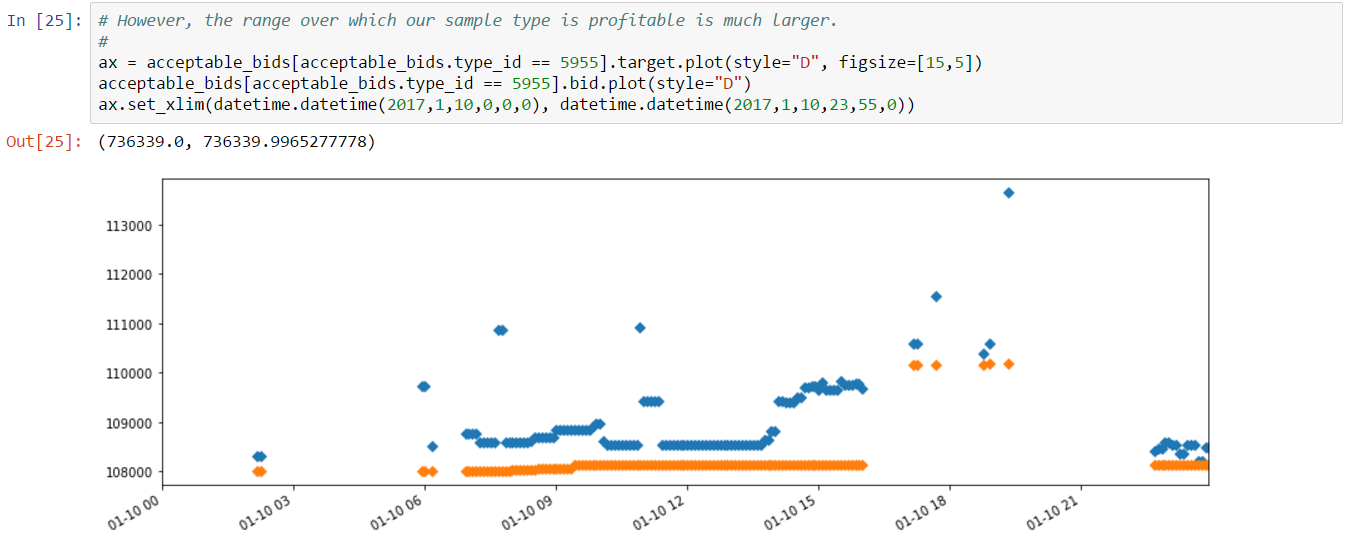 In [25]: # However, the range over which our sample type is profitable is much larger.
#
ax = acceptable_bids[acceptable_bids.type_id == 5955].target.plot(style="D", figsize=[15,5])
acceptable_bids[acceptable_bids.type_id == 5955].bid.plot(style="D")
ax.set_xlim(datetime.datetime(2017,1,10,0,0,0), datetime.datetime(2017,1,10,23,55,0))
Out[25]: (736339.0, 736339.9965277778)
113000
112000
111000
110000
109000
108000
01-10 00 01-10 03 01-10 06 01-10 09 01-10 12 01-10 15 01-10 18 01-10 21